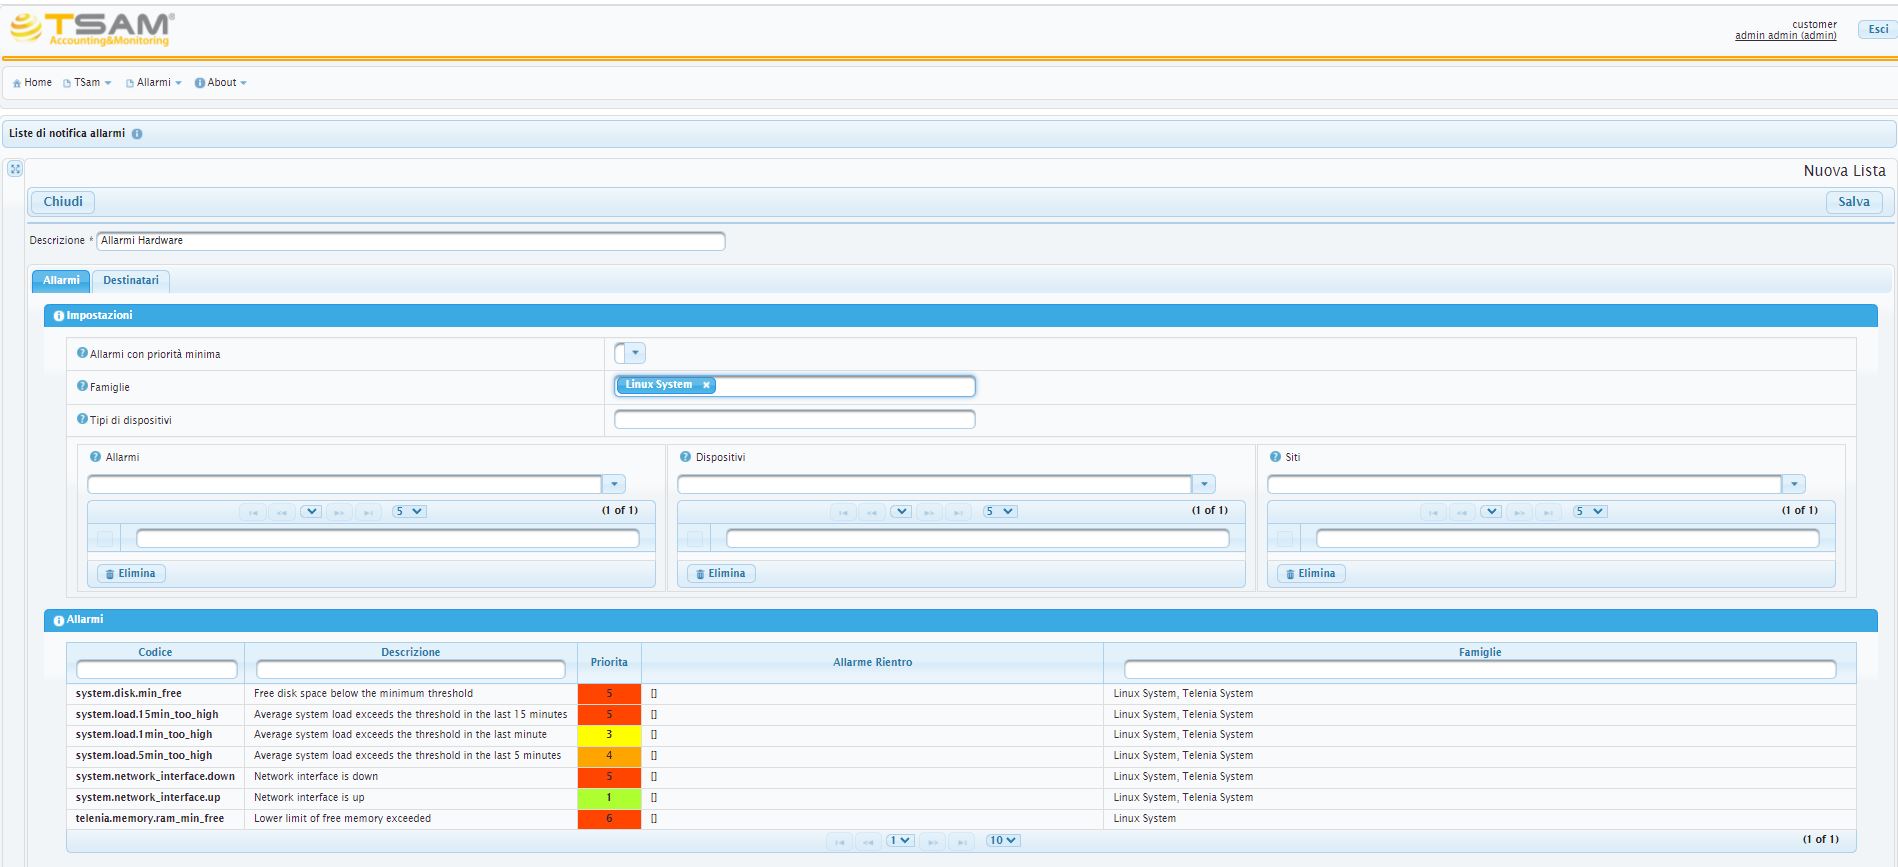 TSAM®
Accounting&Monitoring
customer
admin admin (admin)
Esci
Home TSam Allarmi About
Liste di notifica allarmi
Nuova Lista
Chiudi Salva
Descrizione * Allarmi Hardware
Allarmi Destinatari
Impostazioni
Allarmi con priorità minima
Famiglie Linux System
Tipi di dispositivi
Allarmi Dispositivi Siti
5 (1 of 1) 5 (1 of 1) 5 (1 of 1)
Elimina Elimina Elimina
Allarmi
Codice Descrizione Priorita Allarme Rientro Famiglie
system.disk.min_free Free disk space below the minimum threshold 5 [] Linux System, Telenia System
system.load.15min_too_high Average system load exceeds the threshold in the last 15 minutes 5 [] Linux System, Telenia System
system.load.1min_too_high Average system load exceeds the threshold in the last minute 3 [] Linux System, Telenia System
system.load.5min_too_high Average system load exceeds the threshold in the last 5 minutes 4 [] Linux System, Telenia System
system.network_interface.down Network interface is down 5 [] Linux System, Telenia System
system.network_interface.up Network interface is up 1 [] Linux System, Telenia System
telenia.memory.ram_min_free Lower limit of free memory exceeded 6 [] Linux System
1 10 (1 of 1)